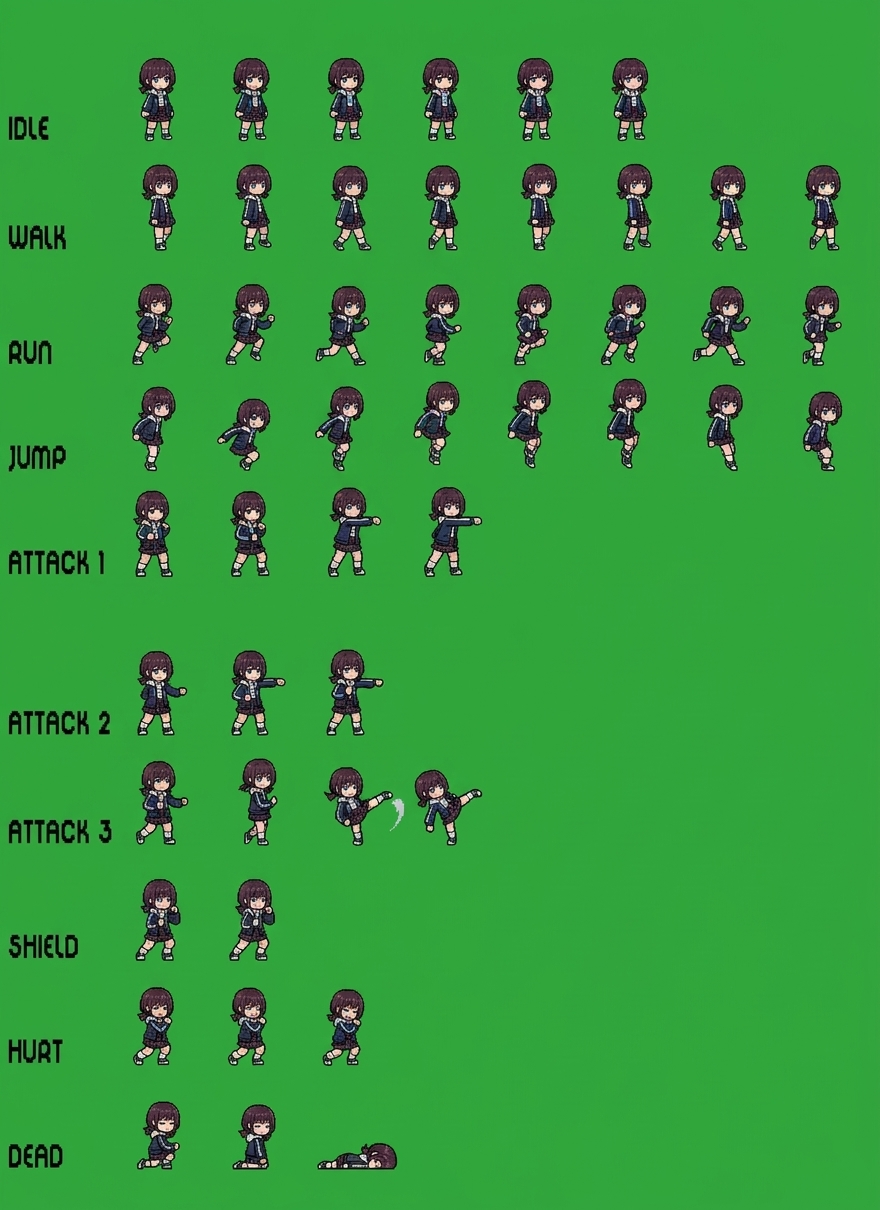 IDLE
WALK
RUN
JUMP
ATTACK 1
ATTACK 2
ATTACK 3
SHIELD
HURT
DEAD